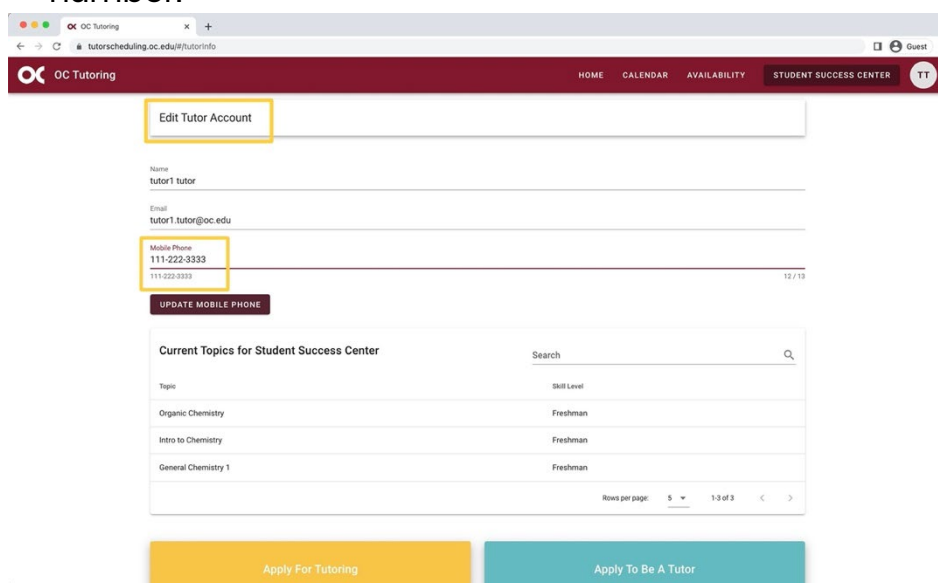 number.
OC OC Tutoring × +
tutorscheduling.oc.edu/#/tutorInfo Guest
OC OC Tutoring HOME CALENDAR AVAILABILITY STUDENT SUCCESS CENTER TT
Edit Tutor Account
Name
tutor1 tutor
Email
tutor1.tutor@oc.edu
Mobile Phone
111-222-3333
111-222-3333 12 / 13
UPDATE MOBILE PHONE
Current Topics for Student Success Center Search
Topic Skill Level
Organic Chemistry Freshman
Intro to Chemistry Freshman
General Chemistry 1 Freshman
Rows per page: 5 1-3 of 3
Apply For Tutoring Apply To Be A Tutor